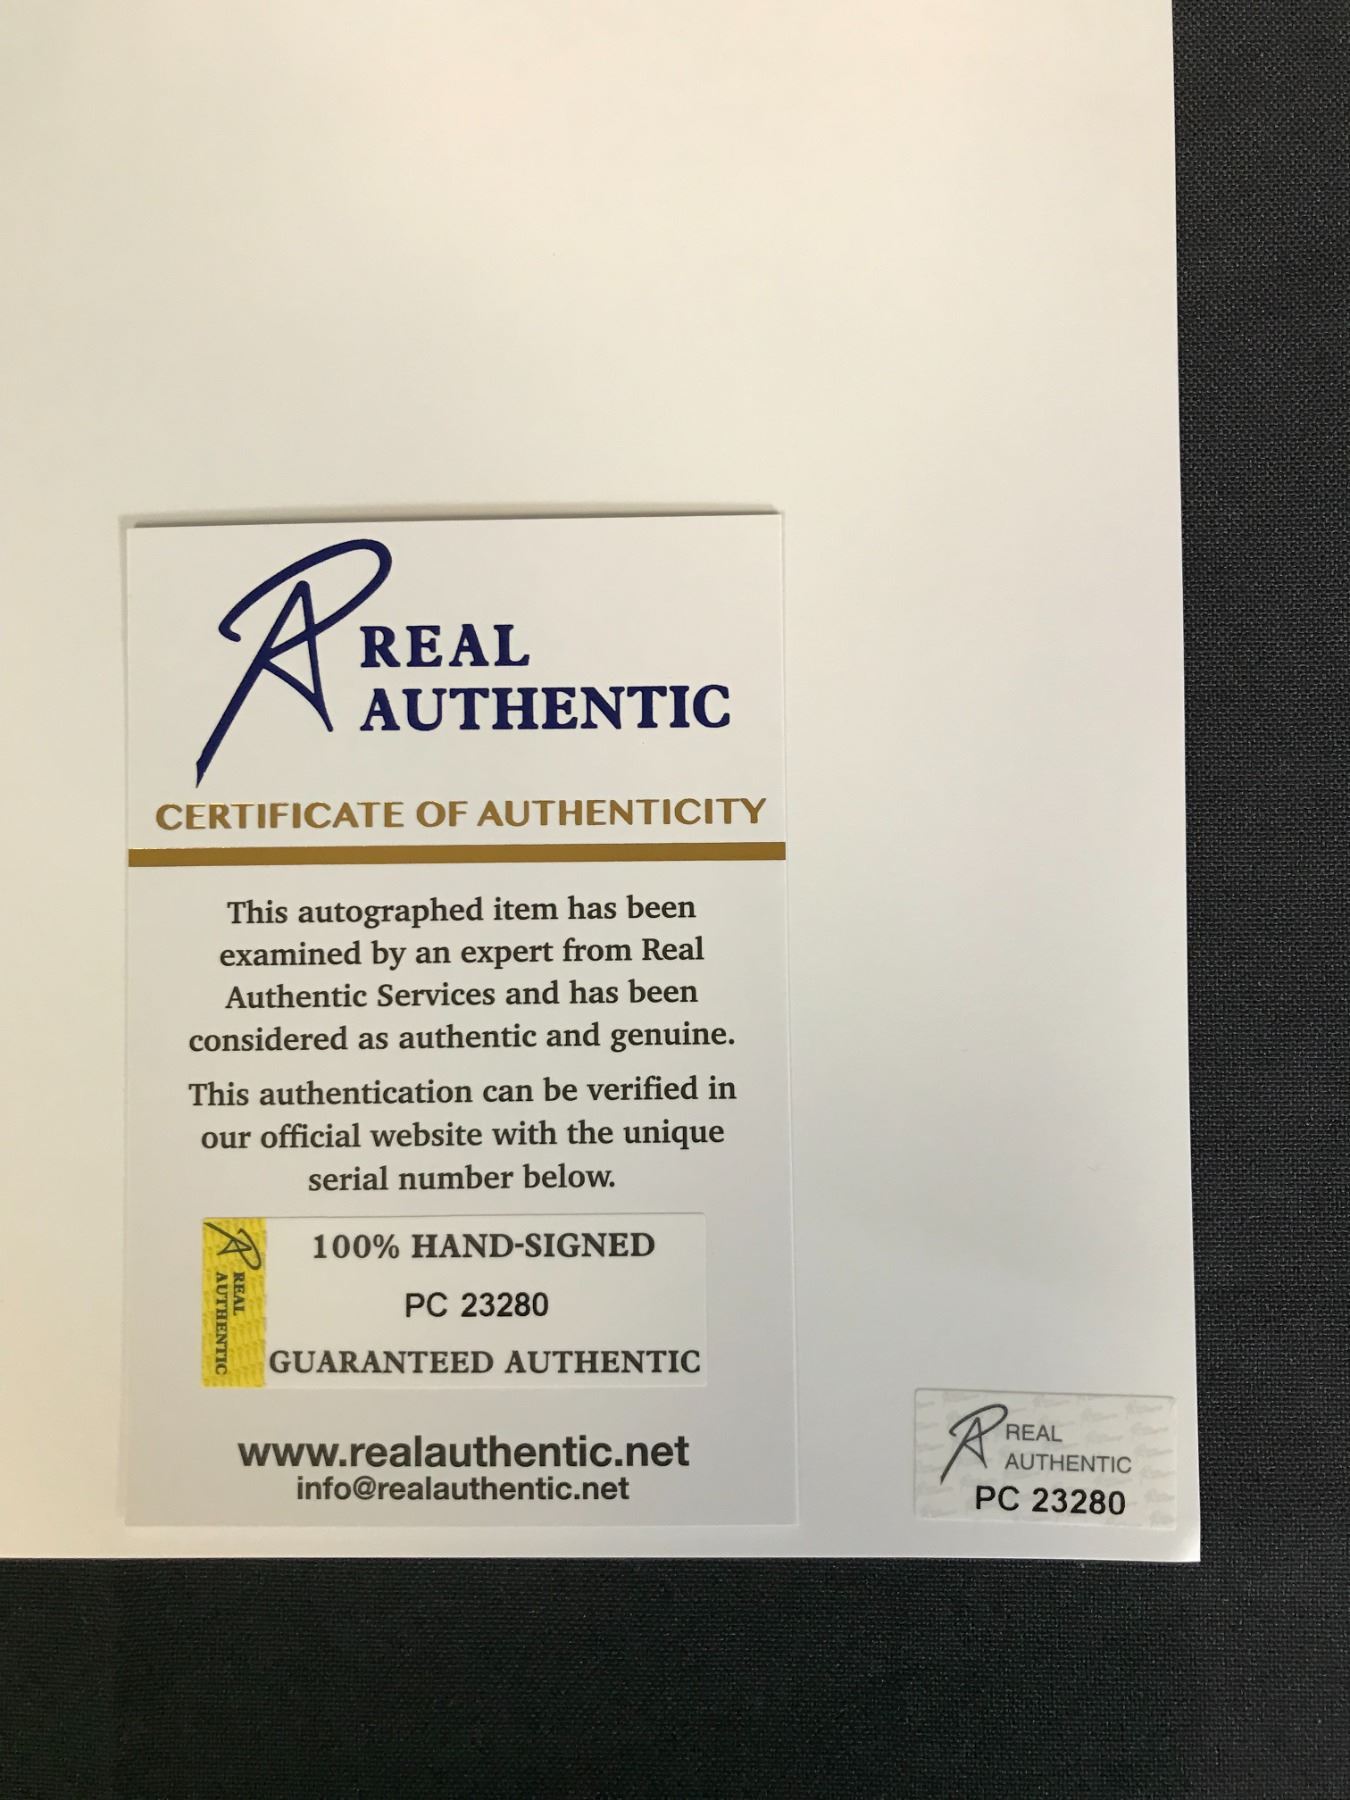 REAL
AUTHENTIC
CERTIFICATE OF AUTHENTICITY
This autographed item has been
examined by an expert from Real
Authentic Services and has been
considered as authentic and genuine.
This authentication can be verified in
our official website with the unique
serial number below.
REAL
AUTHENTIC
100% HAND-SIGNED
PC 23280
GUARANTEED AUTHENTIC
www.realauthentic.net
info@realauthentic.net
REAL
AUTHENTIC
PC 23280